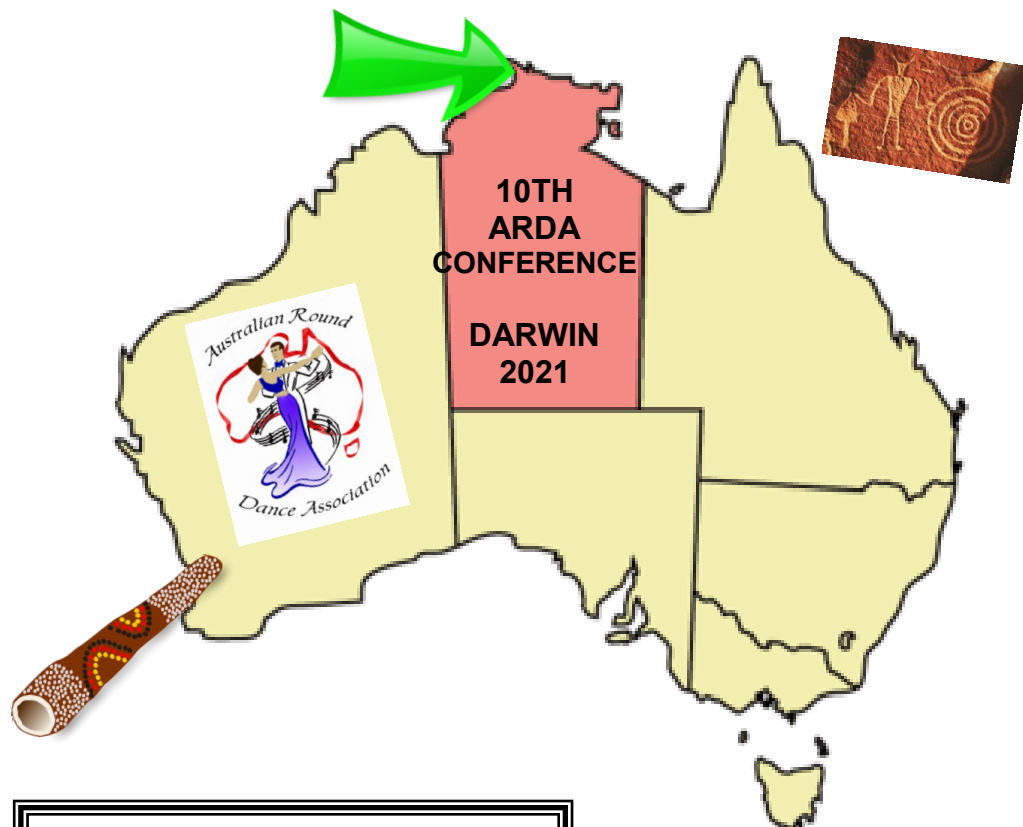 10TH
ARDA
CONFERENCE
DARWIN
2021
Australian Round
Dance Association